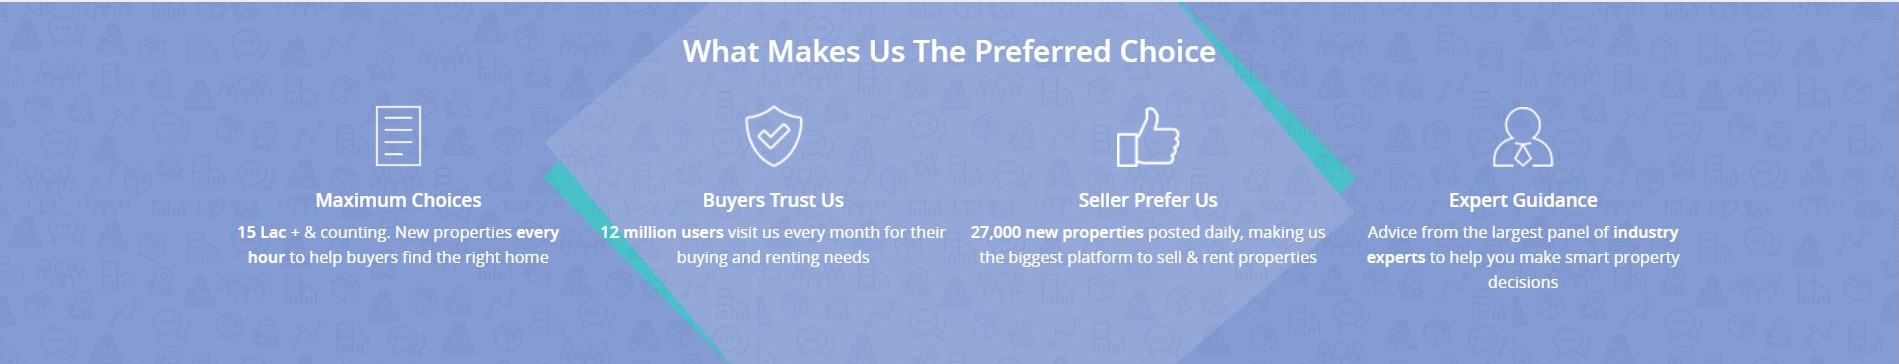 What Makes Us The Preferred Choice
Maximum Choices
15 Lac + & counting. New properties every
hour to help buyers find the right home
Buyers Trust Us
12 million users visit us every month for their
buying and renting needs
Seller Prefer Us
27,000 new properties posted daily, making us
the biggest platform to sell & rent properties
Expert Guidance
Advice from the largest panel of industry
experts to help you make smart property
decisions